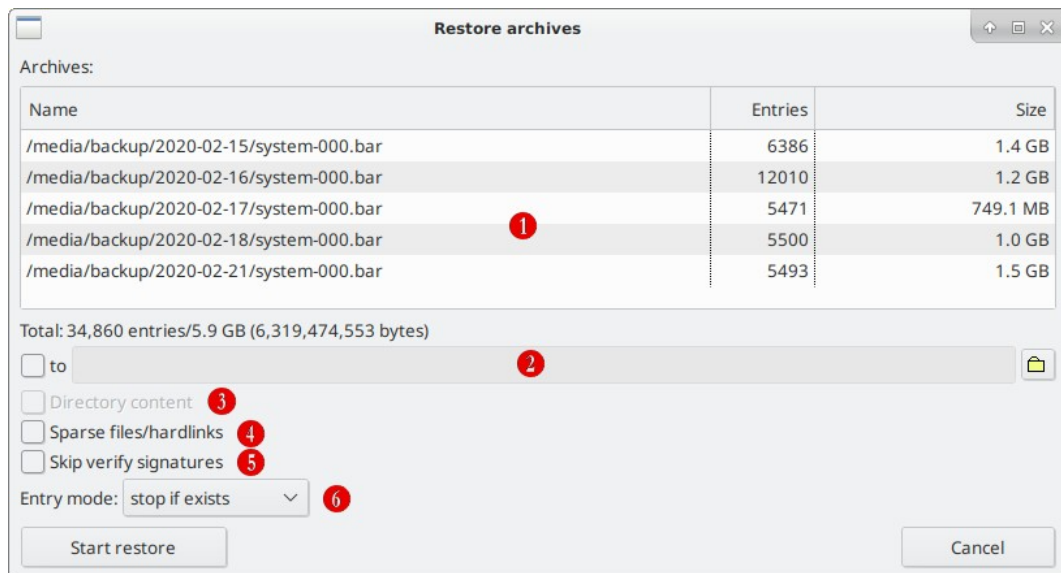 Restore archives
Archives:
Name Entries Size
/media/backup/2020-02-15/system-000.bar 6386 1.4 GB
/media/backup/2020-02-16/system-000.bar 12010 1.2 GB
/media/backup/2020-02-17/system-000.bar 5471 749.1 MB
1
/media/backup/2020-02-18/system-000.bar 5500 1.0 GB
/media/backup/2020-02-21/system-000.bar 5493 1.5 GB
Total: 34,860 entries/5.9 GB (6,319,474,553 bytes)
to 2
Directory content 3
Sparse files/hardlinks 4
Skip verify signatures 5
Entry mode: stop if exists 6
Start restore Cancel